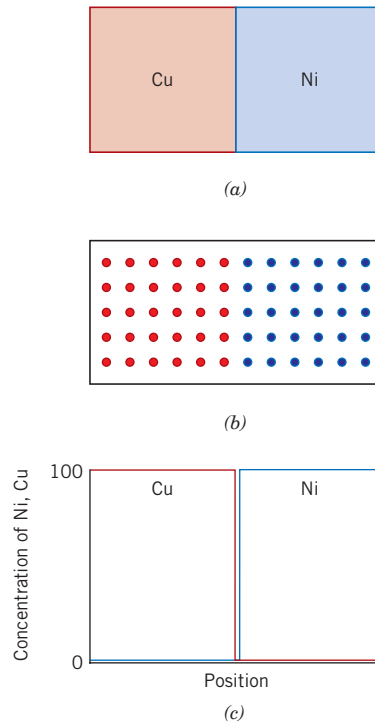 Cu Ni
(a)
(b)
Concentration of Ni, Cu
100
Cu Ni
0
Position
(c)